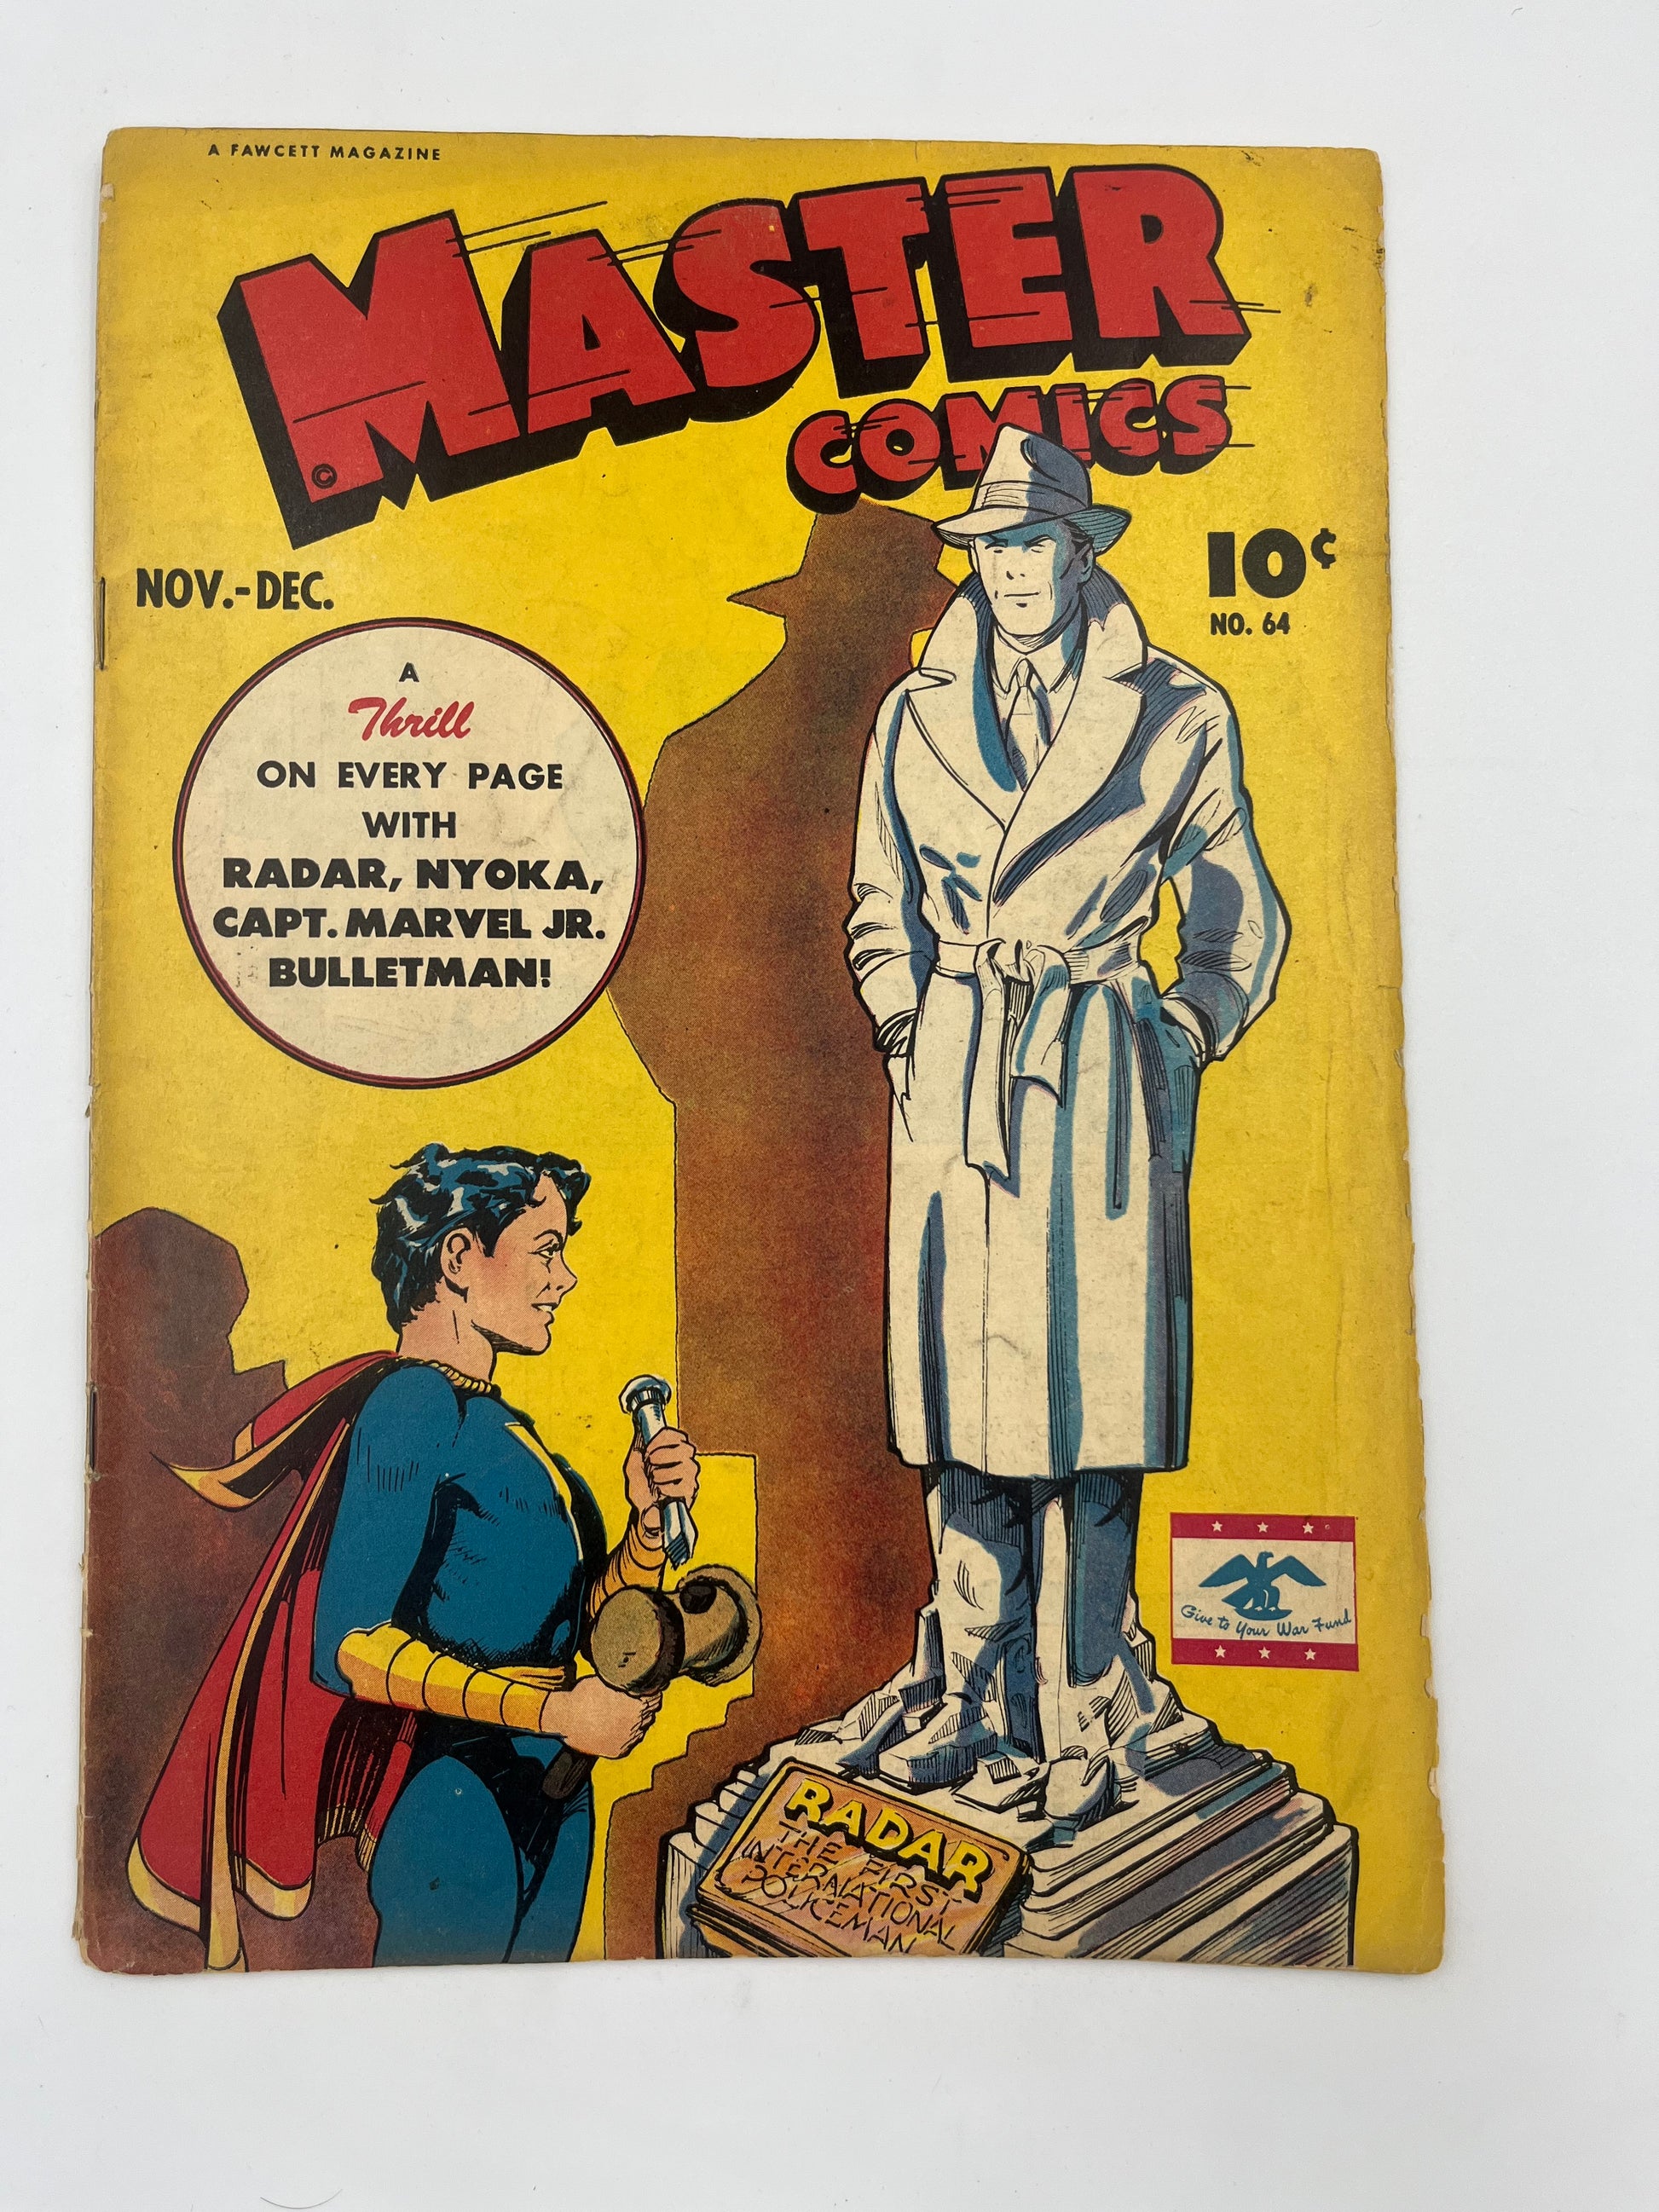 A FAWCETT MAGAZINE
MASTER
COMICS
©
NOV.-DEC.
10¢
NO. 64
A
Thrill
ON EVERY PAGE
WITH
RADAR, NYOKA,
CAPT. MARVEL JR.
BULLETMAN!
Give to Your War Fund
RADAR
THE FIRST
INTERNATIONAL
POLICEMAN